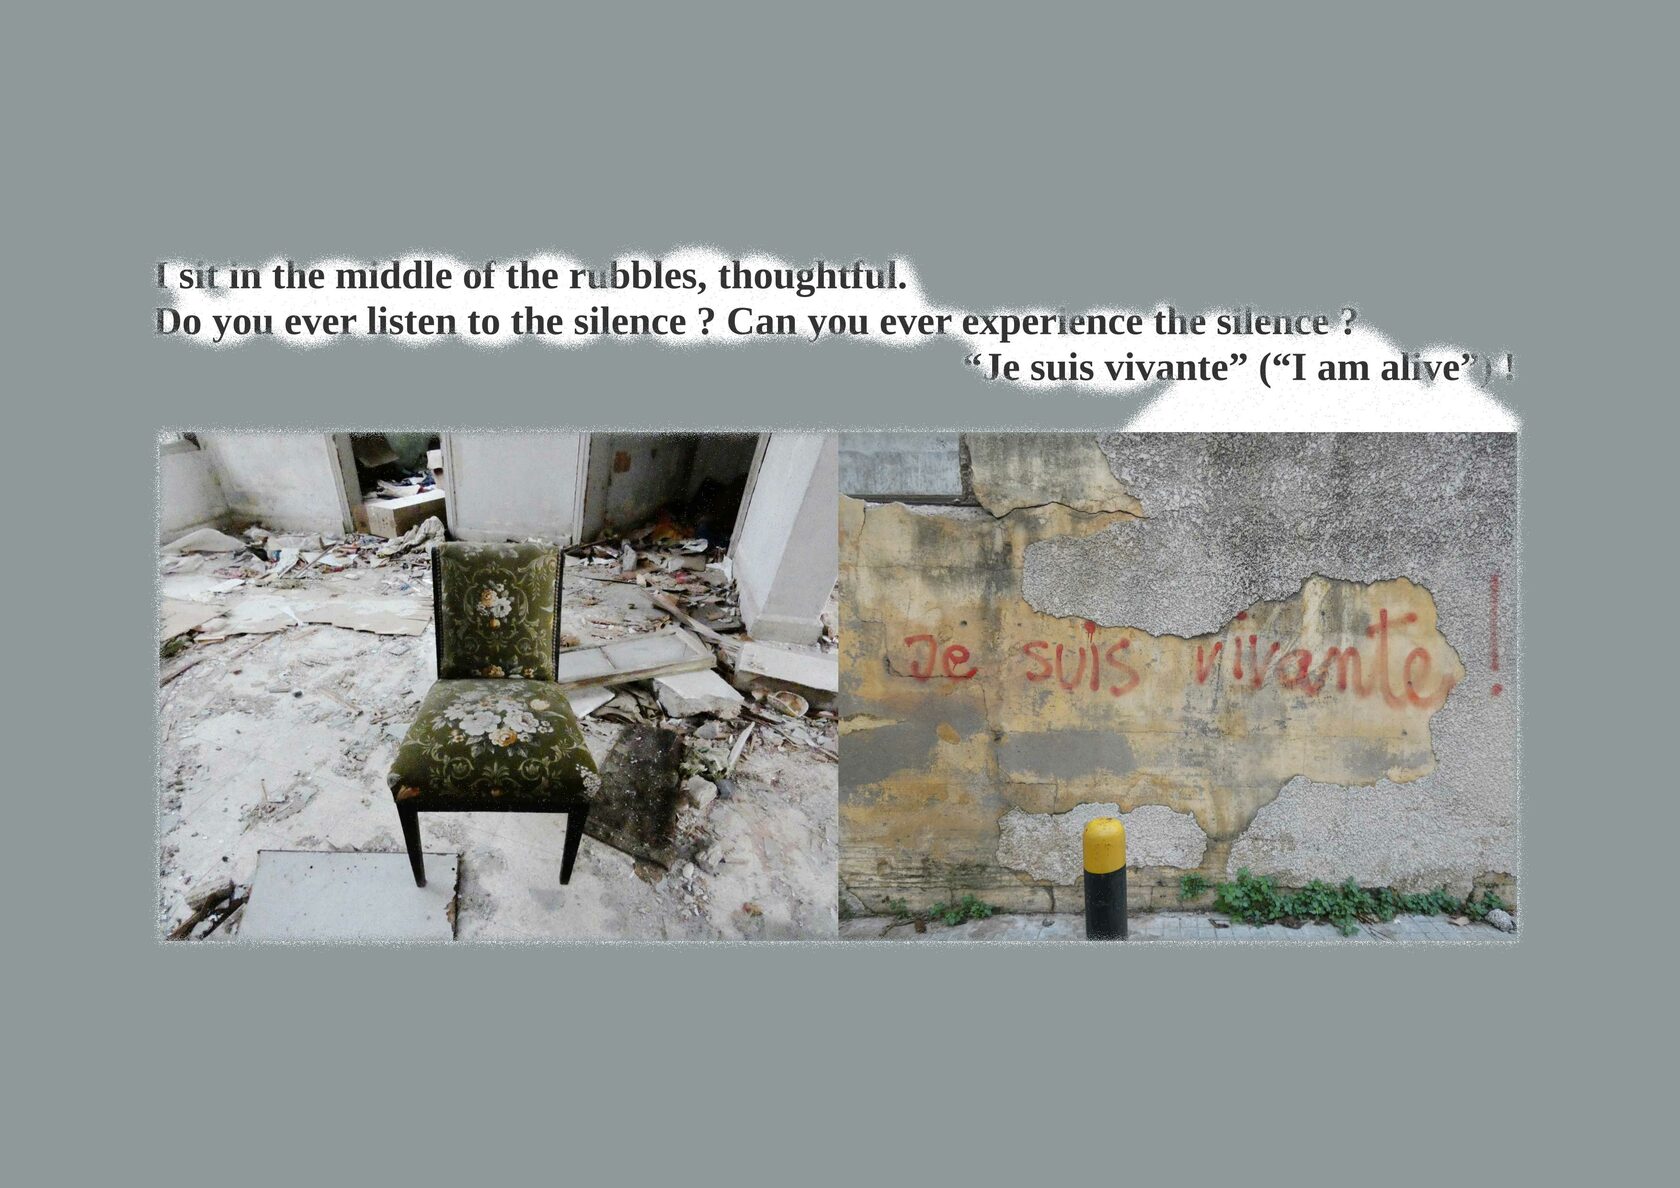 I sit in the middle of the rubbles, thoughtful.
Do you ever listen to the silence ? Can you ever experience the silence ?
“Je suis vivante” (“I am alive”) !
Je suis vivante !